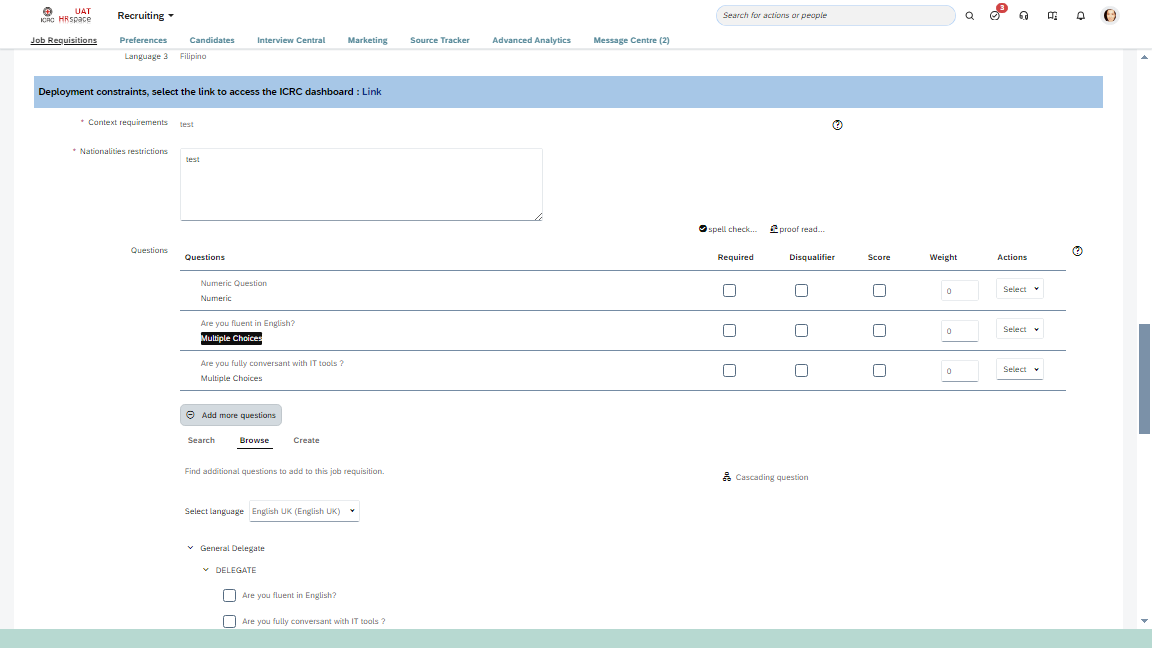 ICRC
UAT
HRspace
Recruiting
Search for actions or people
3
Job Requisitions
Preferences
Candidates
Interview Central
Marketing
Source Tracker
Advanced Analytics
Message Centre (2)
Language 3 Filipino
Deployment constraints, select the link to access the ICRC dashboard : Link
* Context requirements test
* Nationalities restrictions test
spell check... proof read...
Questions
Questions Required Disqualifier Score Weight Actions
Numeric Question
Numeric
0
Select
Are you fluent in English?
Multiple Choices
0
Select
Are you fully conversant with IT tools ?
Multiple Choices
0
Select
Add more questions
Search Browse Create
Find additional questions to add to this job requisition.
Cascading question
Select language English UK (English UK)
General Delegate
DELEGATE
Are you fluent in English?
Are you fully conversant with IT tools ?